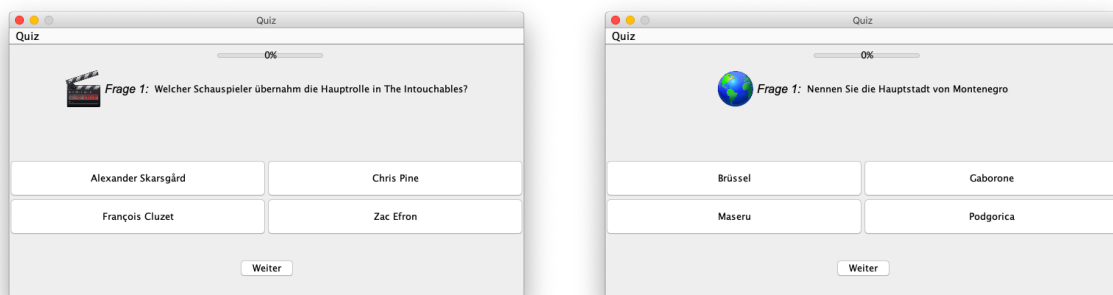 Quiz
Quiz
0%
Frage 1: Welcher Schauspieler übernahm die Hauptrolle in The Intouchables?
Alexander Skarsgård
Chris Pine
François Cluzet
Zac Efron
Weiter
Quiz
Quiz
0%
Frage 1: Nennen Sie die Hauptstadt von Montenegro
Brüssel
Gaborone
Maseru
Podgorica
Weiter